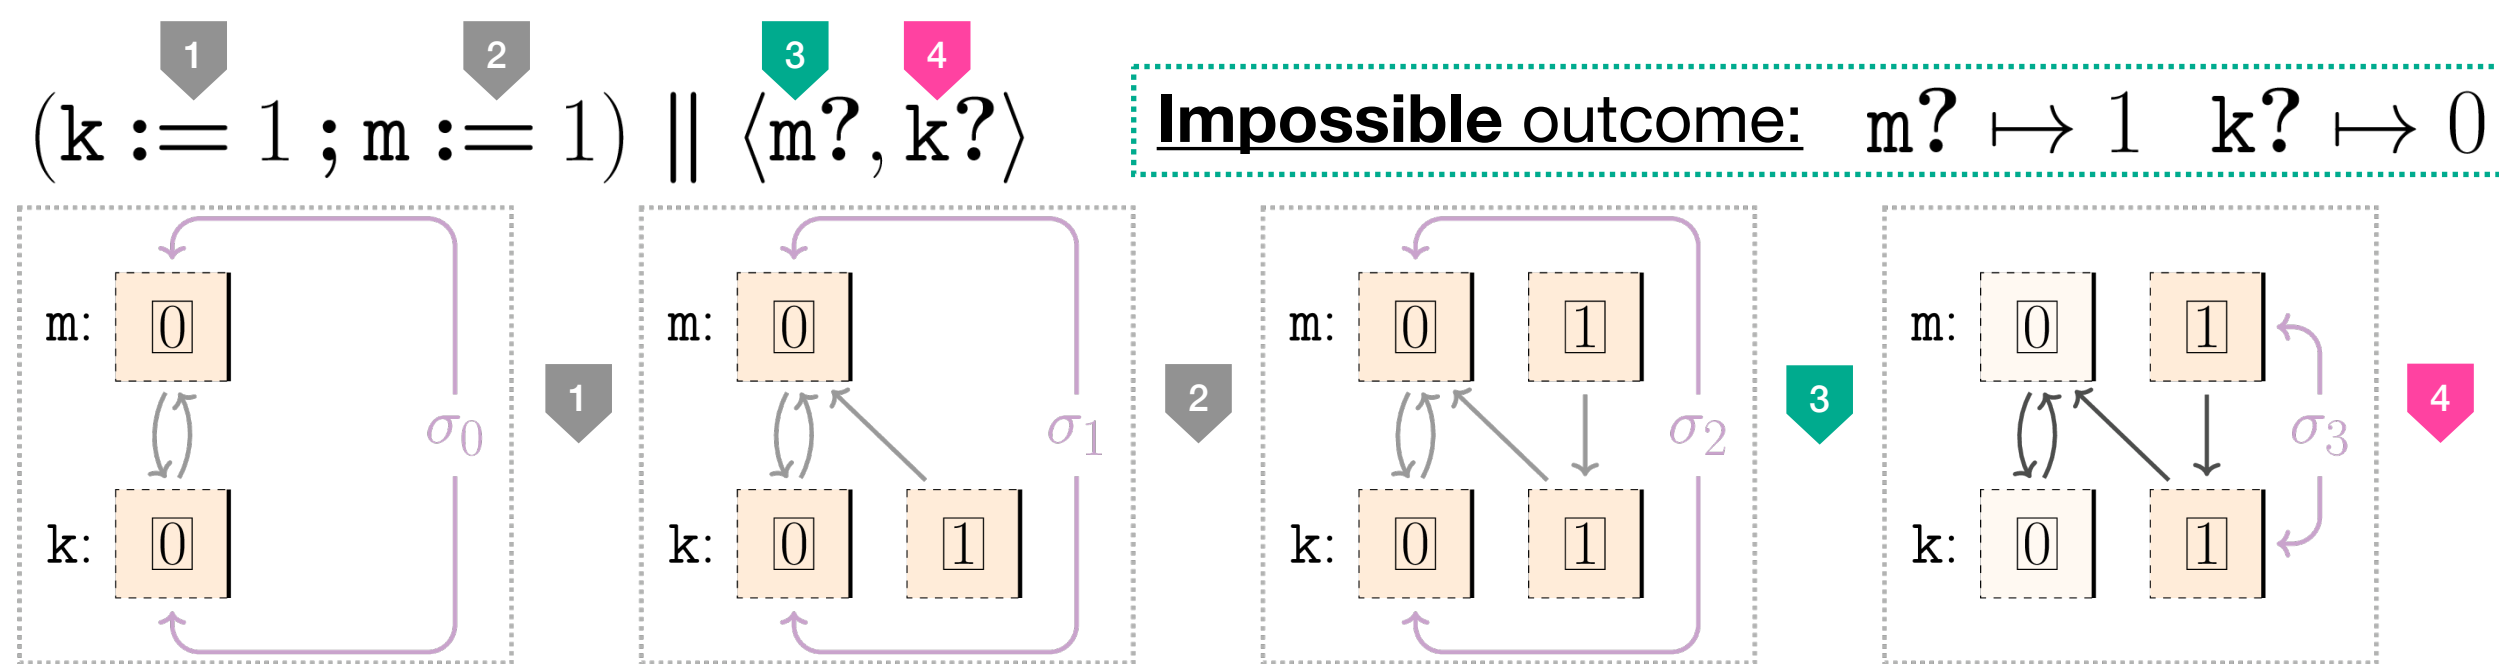 1 2 3 4
(k := 1 ; m := 1) ∥ ⟨m?, k?⟩ Impossible outcome: m? ↦ 1 k? ↦ 0
m: 0 m: 0 m: 0 1 m: 0 1
σ0 1 σ1 2 σ2 3 σ3 4
k: 0 k: 0 1 k: 0 1 k: 0 1